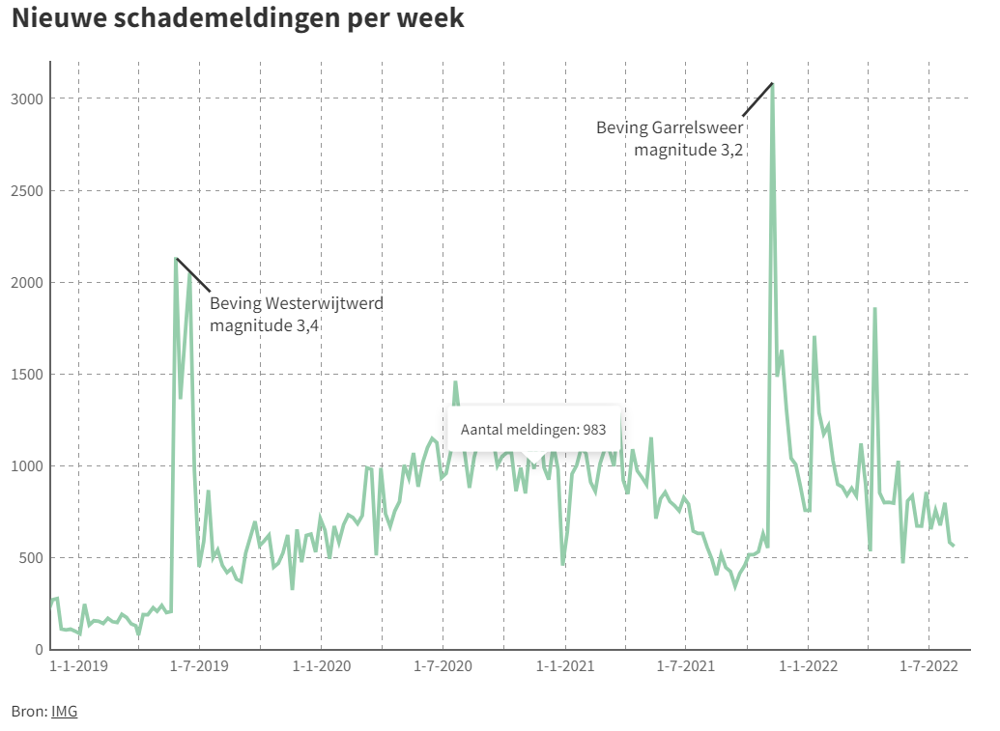 Nieuwe schademeldingen per week
3000
Beving Garrelsweer
magnitude 3,2
2500
2000
Beving Westerwijtwerd
magnitude 3,4
1500
Aantal meldingen: 983
1000
500
0
1-1-2019 1-7-2019 1-1-2020 1-7-2020 1-1-2021 1-7-2021 1-1-2022 1-7-2022
Bron: IMG